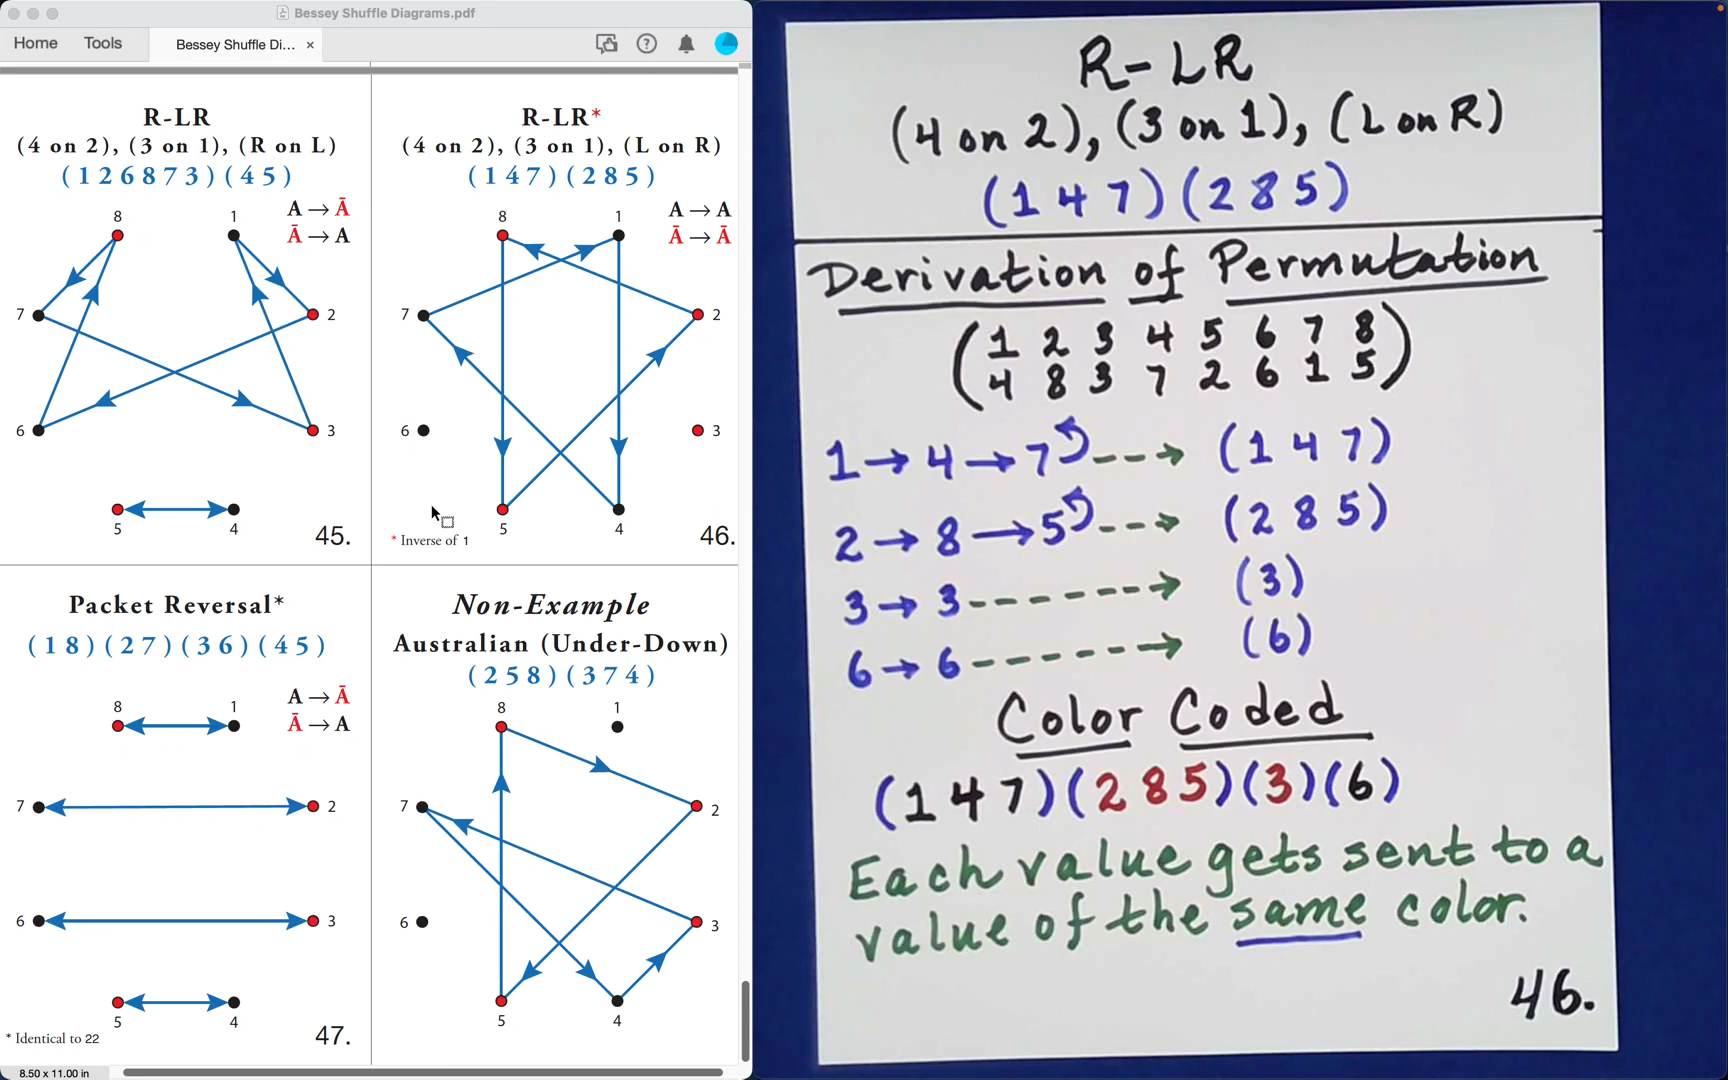 Bessey Shuffle Diagrams.pdf
Home Tools Bessey Shuffle Di... ×
R-LR
(4 on 2), (3 on 1), (R on L)
(1 2 6 8 7 3) (4 5)
A → Ā
Ā → A
8 1
7 2
6 3
5 4
45.
R-LR*
(4 on 2), (3 on 1), (L on R)
(1 4 7) (2 8 5)
A → A
Ā → Ā
8 1
7 2
6 3
5 4
* Inverse of 1
46.
Packet Reversal*
(1 8) (2 7) (3 6) (4 5)
A → Ā
Ā → A
8 1
7 2
6 3
5 4
* Identical to 22
47.
Non-Example
Australian (Under-Down)
(2 5 8) (3 7 4)
8 1
7 2
6 3
5 4
8.50 x 11.00 in
R-LR
(4 on 2), (3 on 1), (L on R)
(1 4 7) (2 8 5)
Derivation of Permutation
(1 2 3 4 5 6 7 8
4 8 3 7 2 6 1 5)
1 → 4 → 7 --→ (1 4 7)
2 → 8 → 5 --→ (2 8 5)
3 → 3 -----→ (3)
6 → 6 -----→ (6)
Color Coded
(1 4 7) (2 8 5) (3) (6)
Each value gets sent to a
value of the same color.
46.